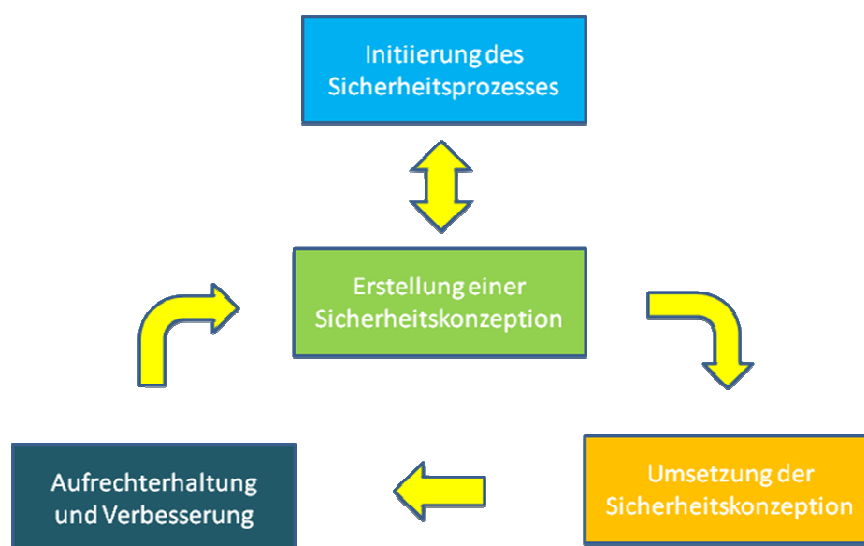 Initiierung des
Sicherheitsprozesses
Erstellung einer
Sicherheitskonzeption
Aufrechterhaltung
und Verbesserung
Umsetzung der
Sicherheitskonzeption